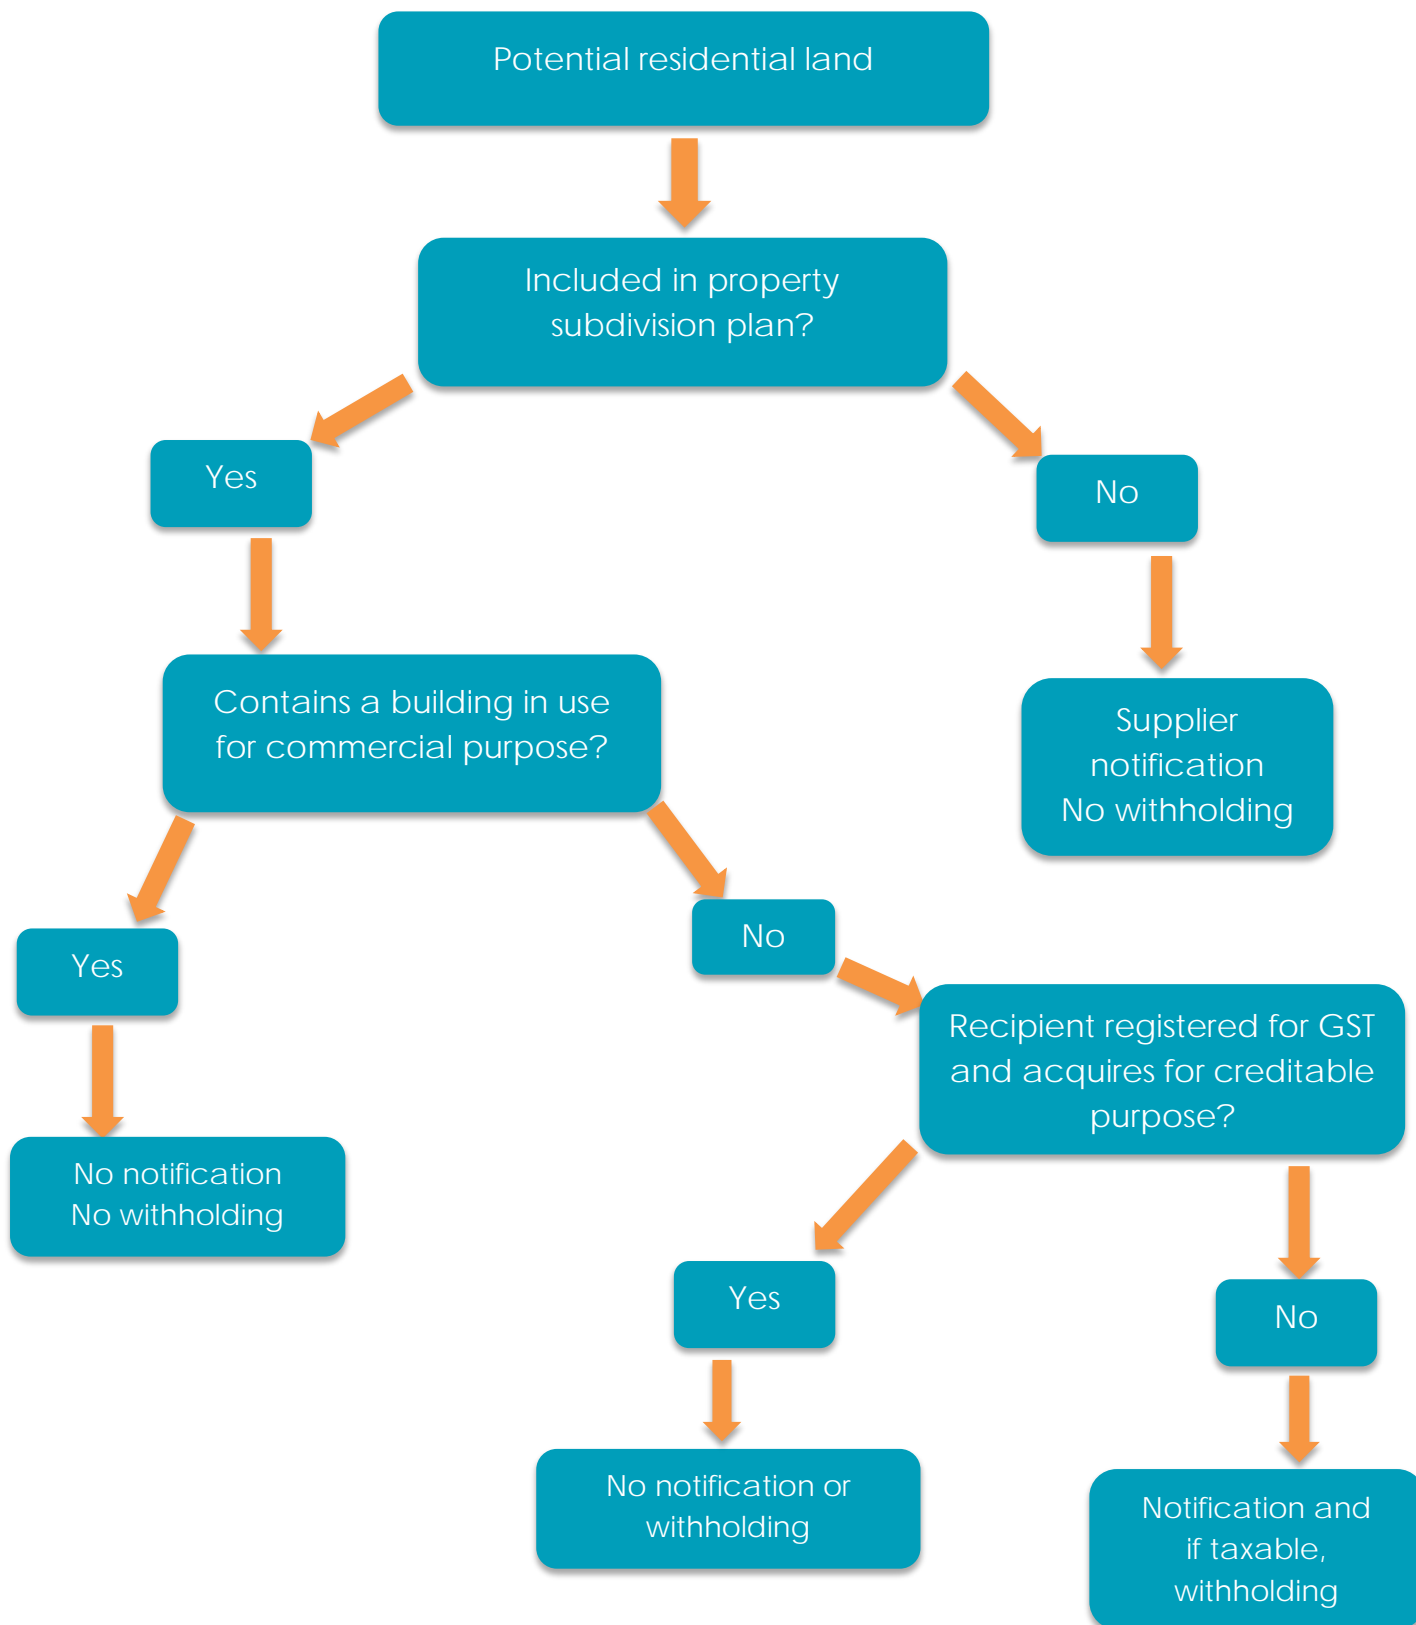 Potential residential land
Included in property
subdivision plan?
Yes
No
Contains a building in use
for commercial purpose?
Supplier
notification
No withholding
Yes
No
Recipient registered for GST
and acquires for creditable
purpose?
No notification
No withholding
Yes
No
No notification or
withholding
Notification and
if taxable,
withholding